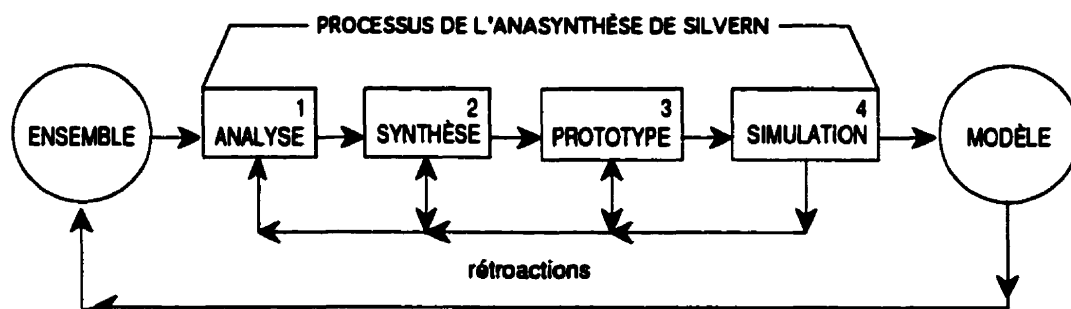 PROCESSUS DE L'ANASYNTHÈSE DE SILVERN
ENSEMBLE
1
ANALYSE
2
SYNTHÈSE
3
PROTOTYPE
4
SIMULATION
MODÈLE
rétroactions